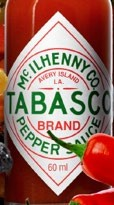 McILHENNY CO.
AVERY ISLAND
LA.
TABASCO
BRAND
PEPPER SAUCE
60 ml